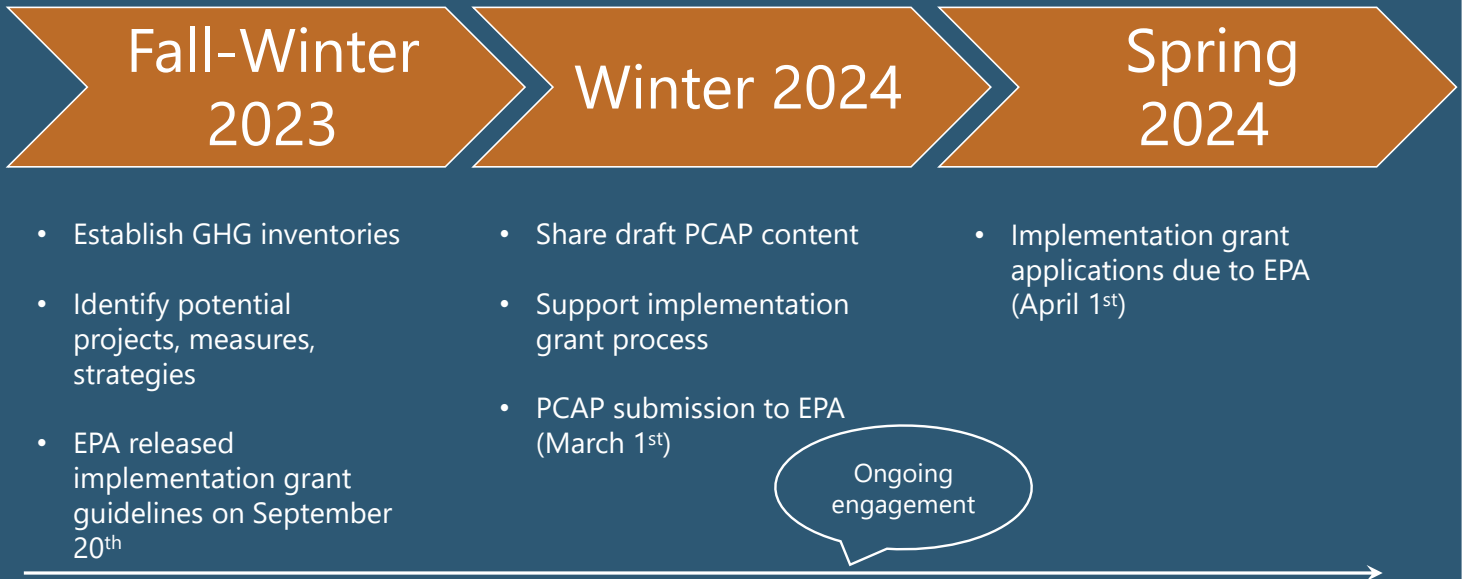 Fall-Winter
2023
Winter 2024
Spring
2024
• Establish GHG inventories
• Identify potential
projects, measures,
strategies
• EPA released
implementation grant
guidelines on September
20th
• Share draft PCAP content
• Support implementation
grant process
• PCAP submission to EPA
(March 1st)
• Implementation grant
applications due to EPA
(April 1st)
Ongoing
engagement